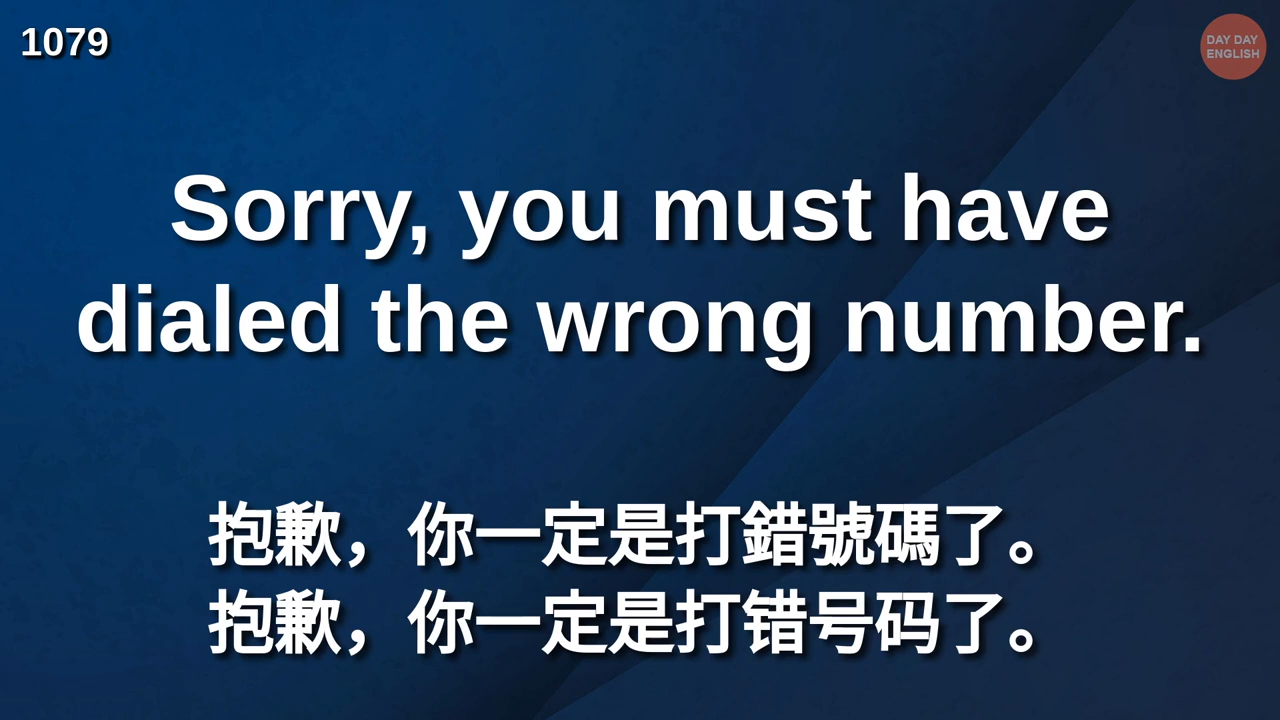 1079
DAY DAY
ENGLISH
Sorry, you must have
dialed the wrong number.
抱歉，你一定是打錯號碼了。
抱歉，你一定是打错号码了。